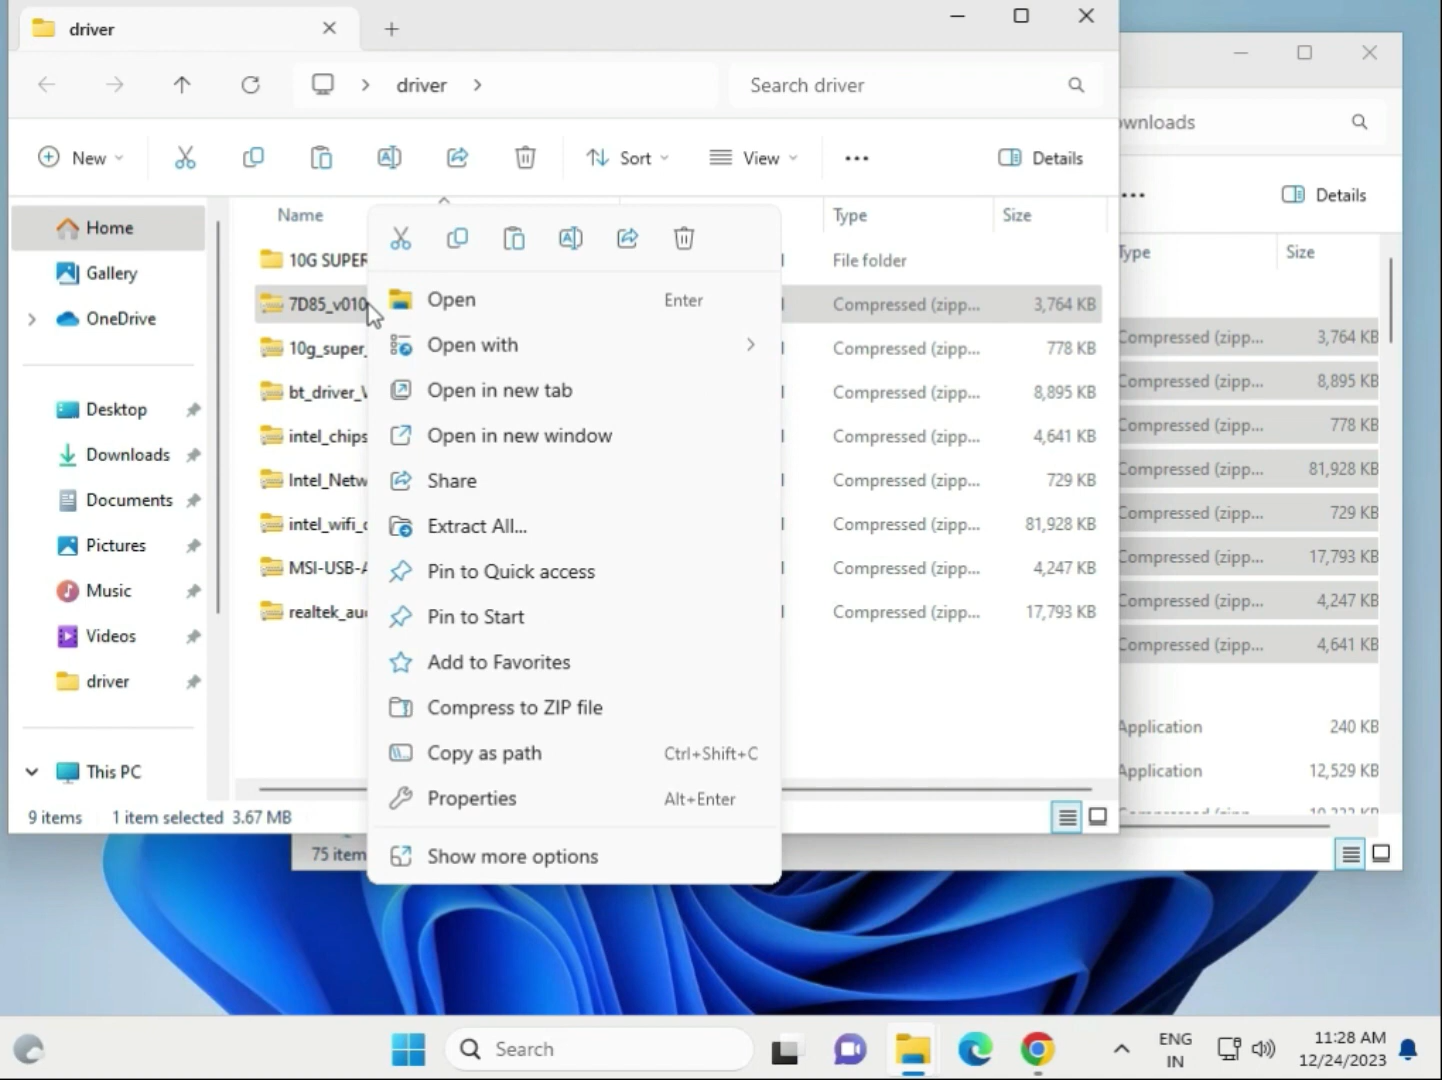 driver
driver
Search driver
New
Sort
View
Details
Home
Gallery
OneDrive
Desktop
Downloads
Documents
Pictures
Music
Videos
driver
This PC
Name
Type
Size
10G SUPER
File folder
7D85_v010
Compressed (zipp...
3,764 KB
10g_super_
Compressed (zipp...
778 KB
bt_driver_
Compressed (zipp...
8,895 KB
intel_chips
Compressed (zipp...
4,641 KB
Intel_Netw
Compressed (zipp...
729 KB
intel_wifi_
Compressed (zipp...
81,928 KB
MSI-USB-
Compressed (zipp...
4,247 KB
realtek_au
Compressed (zipp...
17,793 KB
9 items
1 item selected 3.67 MB
Open
Enter
Open with
Open in new tab
Open in new window
Share
Extract All...
Pin to Quick access
Pin to Start
Add to Favorites
Compress to ZIP file
Copy as path
Ctrl+Shift+C
Properties
Alt+Enter
Show more options
ownloads
Details
Type
Size
Compressed (zipp...
3,764 KB
Compressed (zipp...
8,895 KB
Compressed (zipp...
778 KB
Compressed (zipp...
81,928 KB
Compressed (zipp...
729 KB
Compressed (zipp...
17,793 KB
Compressed (zipp...
4,247 KB
Compressed (zipp...
4,641 KB
Application
240 KB
Application
12,529 KB
75 item
Search
ENG
IN
11:28 AM
12/24/2023